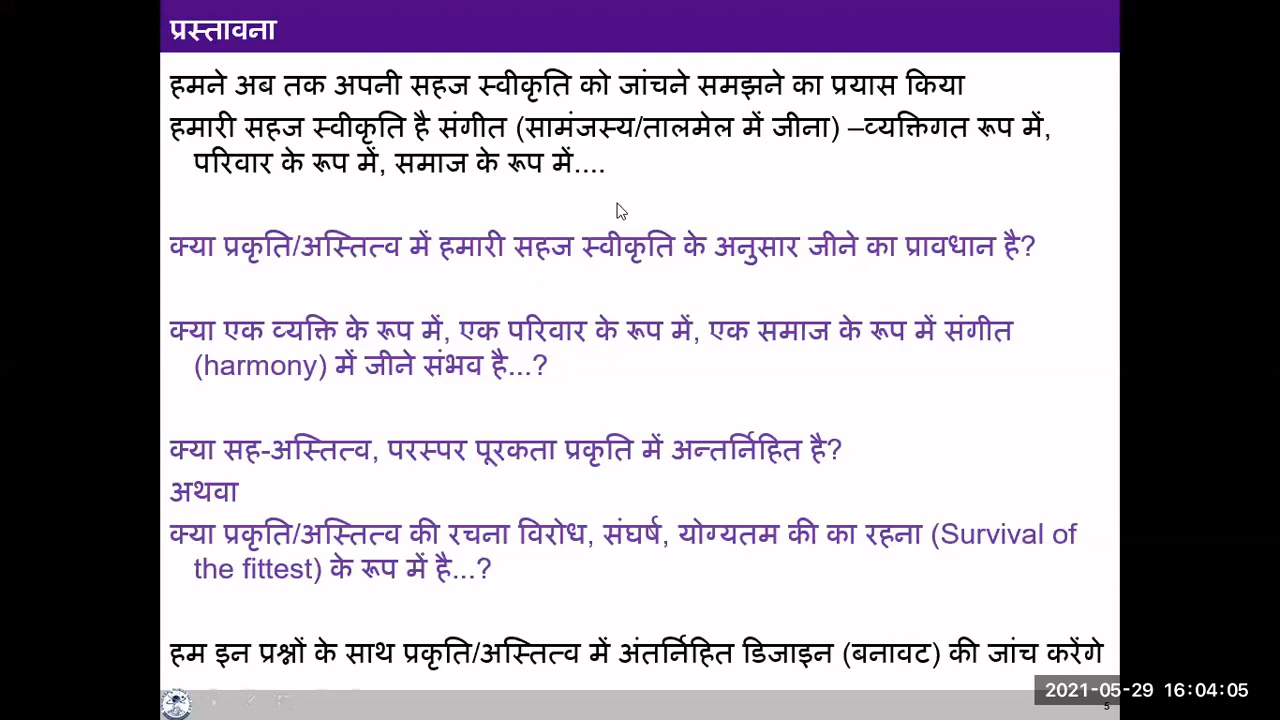 प्रस्तावना
हमने अब तक अपनी सहज स्वीकृति को जांचने समझने का प्रयास किया
हमारी सहज स्वीकृति है संगीत (सामंजस्य/तालमेल में जीना) –व्यक्तिगत रूप में,
परिवार के रूप में, समाज के रूप में....
क्या प्रकृति/अस्तित्व में हमारी सहज स्वीकृति के अनुसार जीने का प्रावधान है?
क्या एक व्यक्ति के रूप में, एक परिवार के रूप में, एक समाज के रूप में संगीत
(harmony) में जीने संभव है...?
क्या सह-अस्तित्व, परस्पर पूरकता प्रकृति में अन्तर्निहित है?
अथवा
क्या प्रकृति/अस्तित्व की रचना विरोध, संघर्ष, योग्यतम की का रहना (Survival of
the fittest) के रूप में है...?
हम इन प्रश्नों के साथ प्रकृति/अस्तित्व में अंतर्निहित डिजाइन (बनावट) की जांच करेंगे
2021-05-29 16:04:05
5